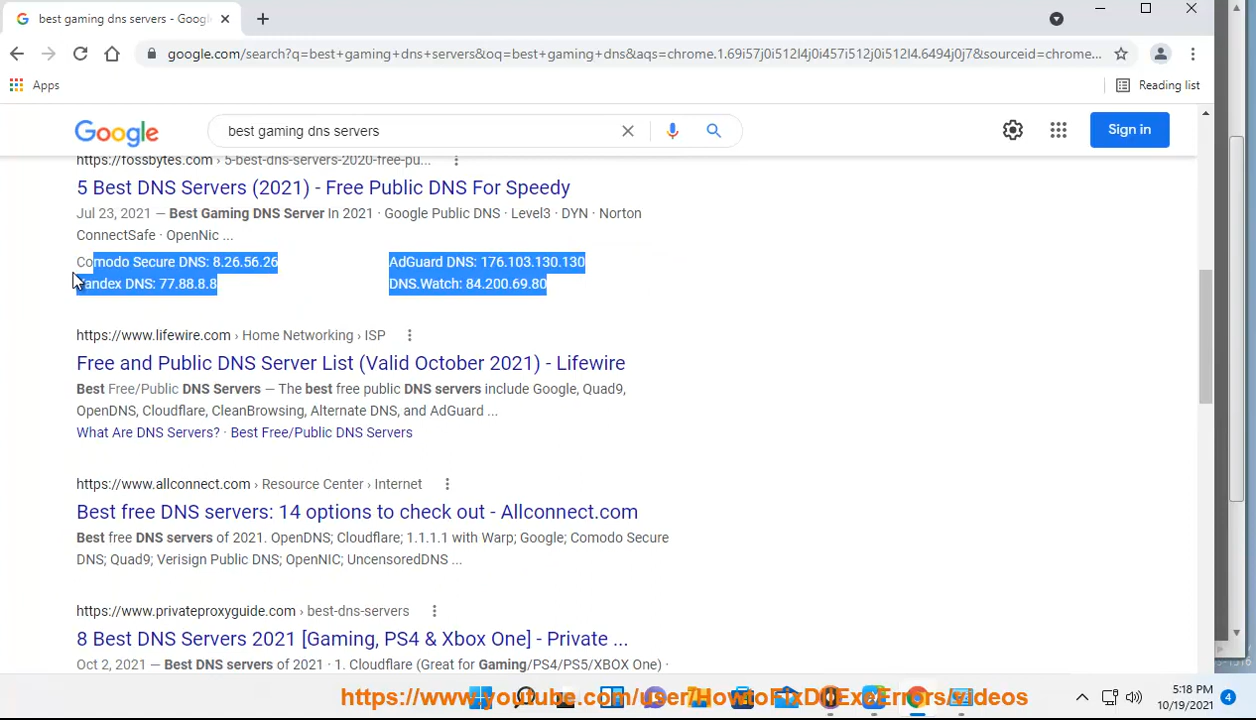 best gaming dns servers - Googl
google.com/search?q=best+gaming+dns+servers&oq=best+gaming+dns&aqs=chrome.1.69i57j0i512l4j0i457i512j0i512l4.6494j0j7&sourceid=chrome...
Apps
Reading list
Google
best gaming dns servers
Sign in
https://fossbytes.com › 5-best-dns-servers-2020-free-pu...
5 Best DNS Servers (2021) - Free Public DNS For Speedy
Jul 23, 2021 — Best Gaming DNS Server In 2021 · Google Public DNS · Level3 · DYN · Norton
ConnectSafe · OpenNic ...
Comodo Secure DNS: 8.26.56.26 AdGuard DNS: 176.103.130.130
Yandex DNS: 77.88.8.8 DNS.Watch: 84.200.69.80
https://www.lifewire.com › Home Networking › ISP
Free and Public DNS Server List (Valid October 2021) - Lifewire
Best Free/Public DNS Servers — The best free public DNS servers include Google, Quad9,
OpenDNS, Cloudflare, CleanBrowsing, Alternate DNS, and AdGuard ...
What Are DNS Servers? · Best Free/Public DNS Servers
https://www.allconnect.com › Resource Center › Internet
Best free DNS servers: 14 options to check out - Allconnect.com
Best free DNS servers of 2021. OpenDNS; Cloudflare; 1.1.1.1 with Warp; Google; Comodo Secure
DNS; Quad9; Verisign Public DNS; OpenNIC; UncensoredDNS ...
https://www.privateproxyguide.com › best-dns-servers
8 Best DNS Servers 2021 [Gaming, PS4 & Xbox One] - Private ...
Oct 2, 2021 — Best DNS servers of 2021 · 1. Cloudflare (Great for Gaming/PS4/PS5/XBOX One) ·
5:18 PM
10/19/2021
4